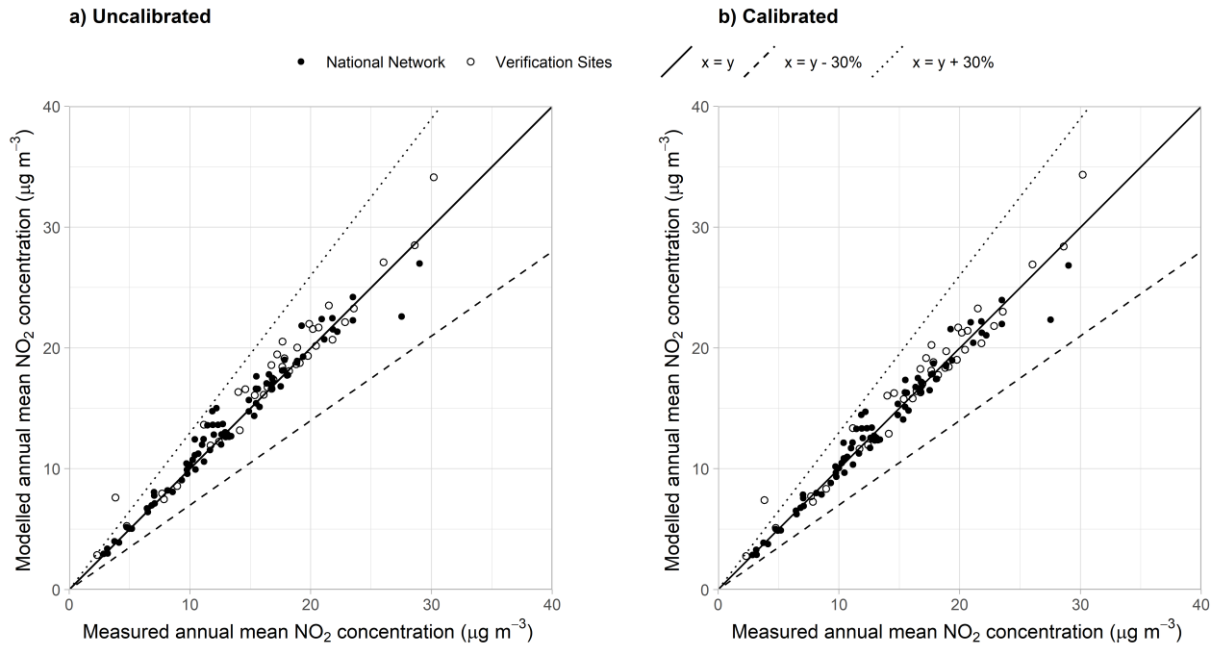 a) Uncalibrated
b) Calibrated
National Network
Verification Sites
x = y
x = y - 30%
x = y + 30%
Modelled annual mean NO₂ concentration (μg m⁻³)
40
30
20
10
0
0 10 20 30 40
Measured annual mean NO₂ concentration (μg m⁻³)
Modelled annual mean NO₂ concentration (μg m⁻³)
40
30
20
10
0
0 10 20 30 40
Measured annual mean NO₂ concentration (μg m⁻³)